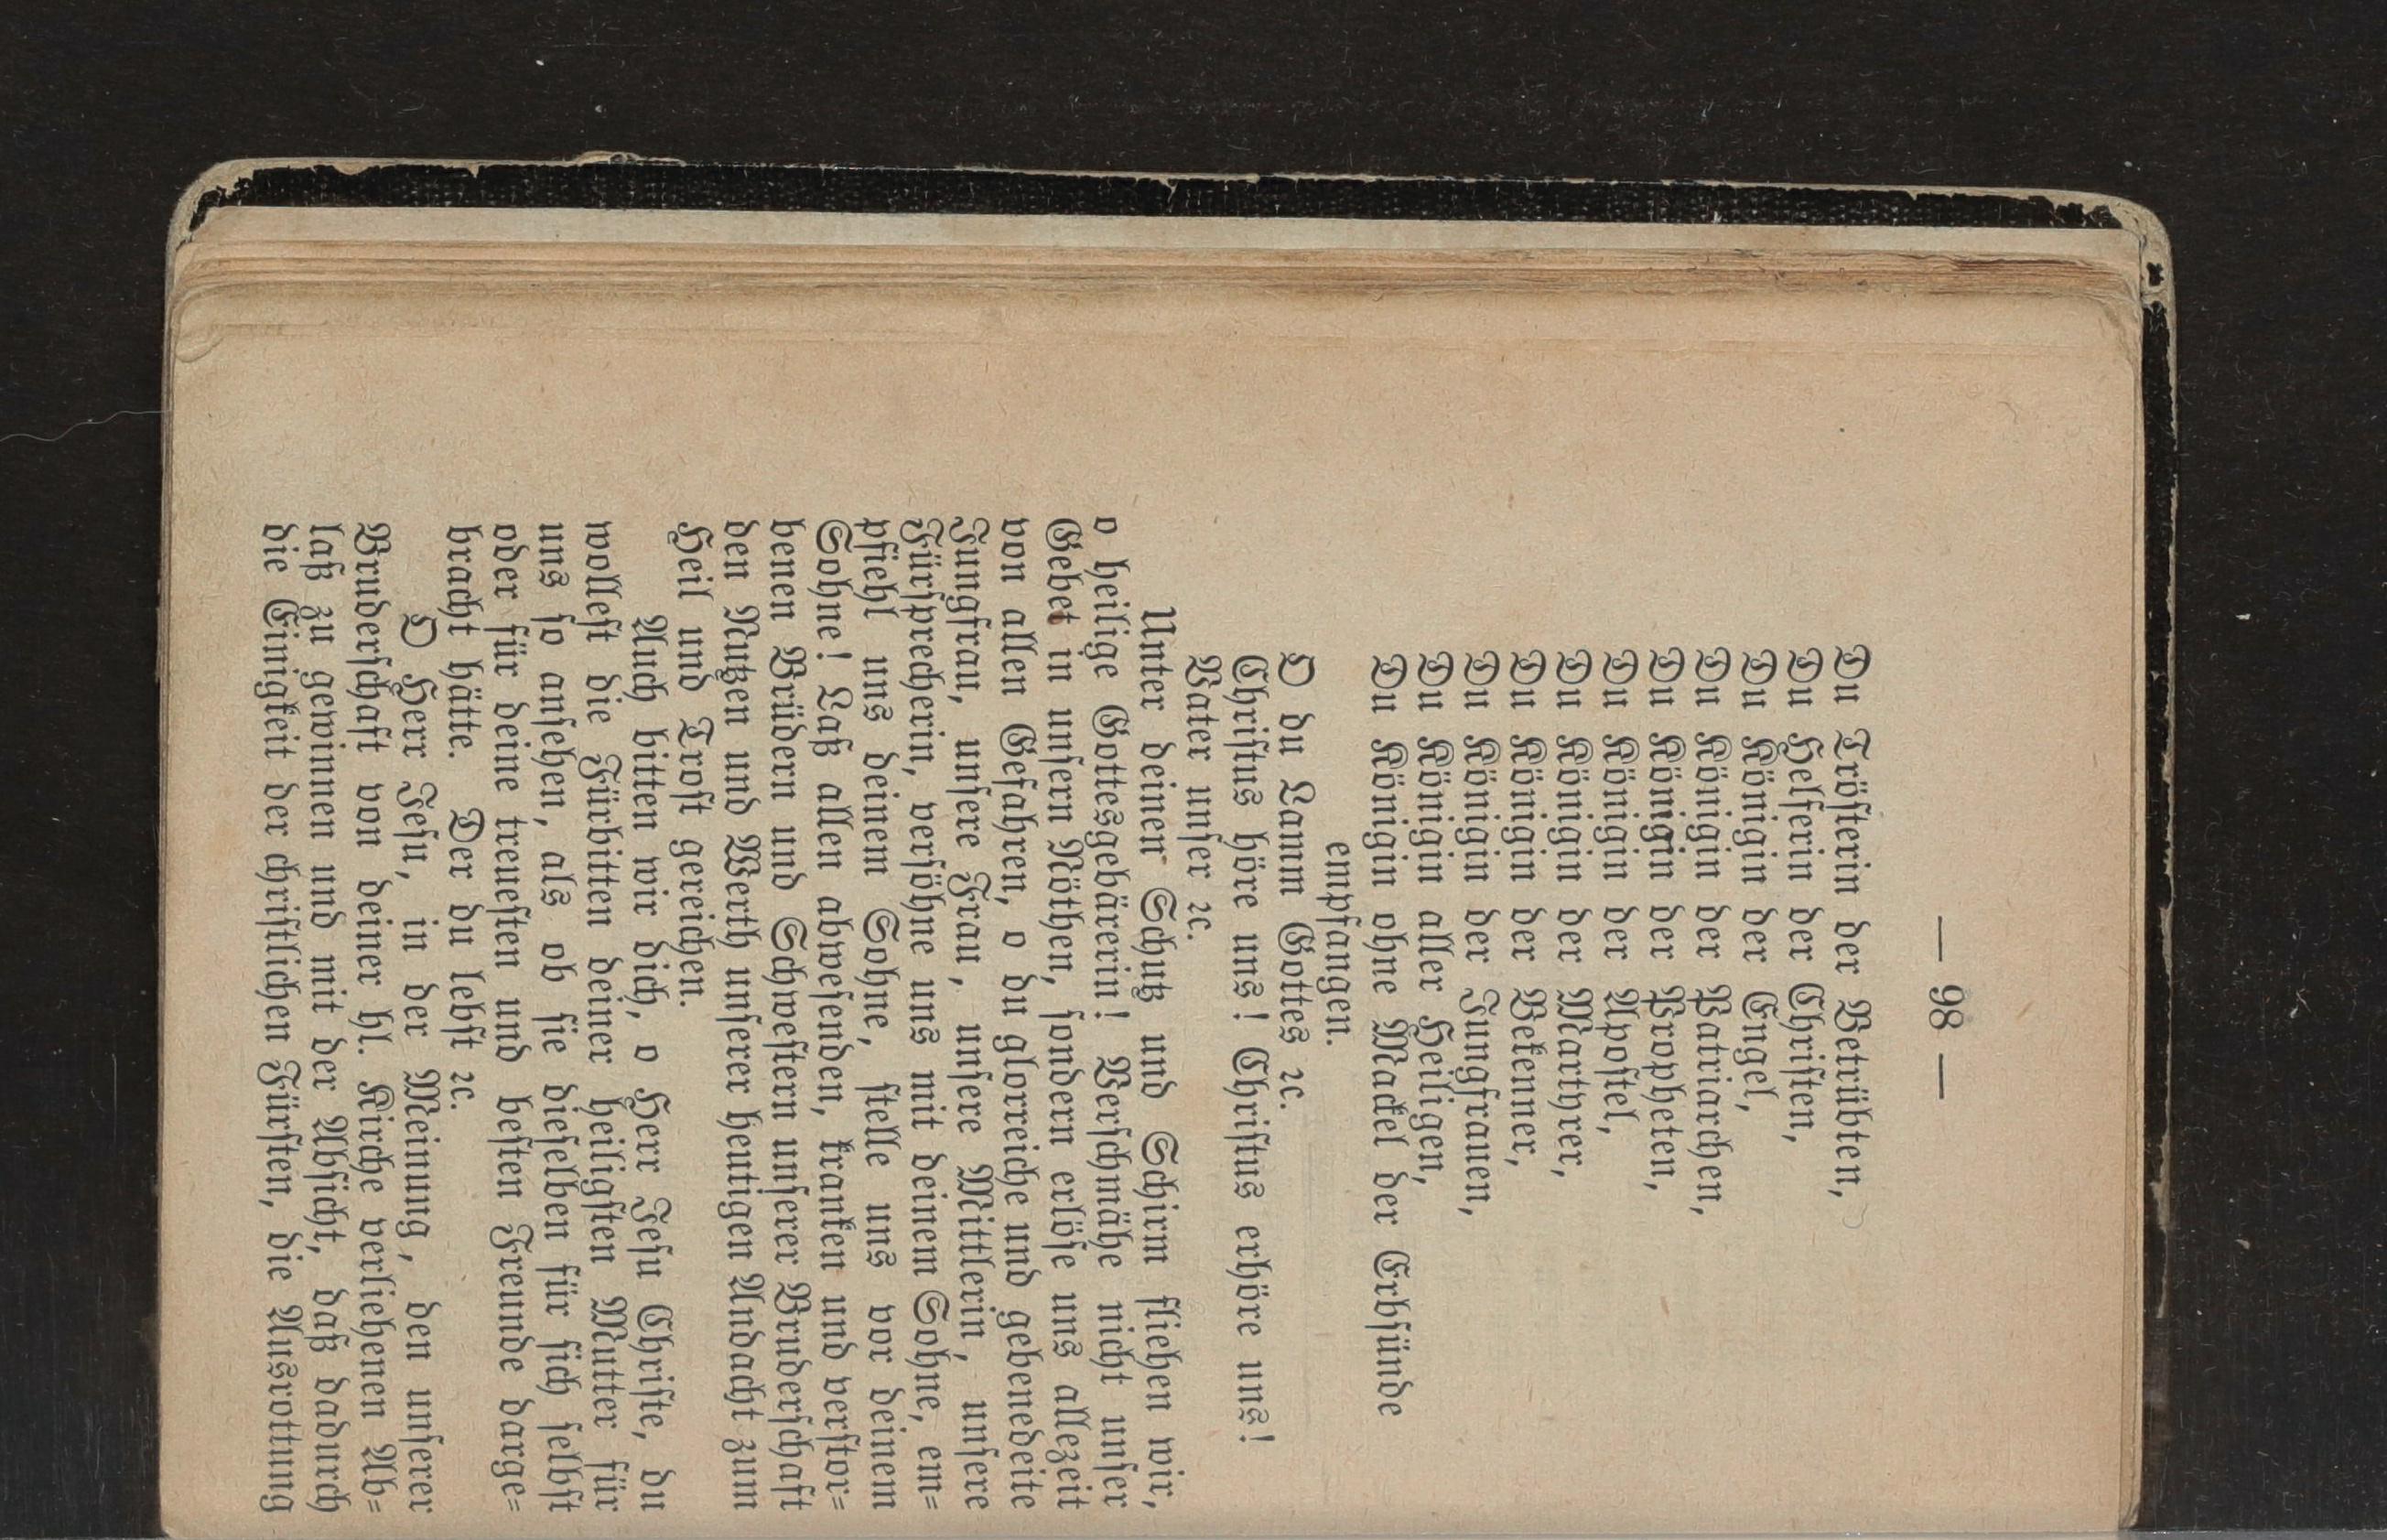 — 98 —
Du Tröſterin der Betrübten,
Du Helferin der Chriſten,
Du Königin der Engel,
Du Königin der Patriarchen,
Du Königin der Propheten,
Du Königin der Apoſtel,
Du Königin der Martyrer,
Du Königin der Bekenner,
Du Königin der Jungfrauen,
Du Königin aller Heiligen,
Du Königin ohne Mackel der Erbſünde
empfangen.
O du Lamm Gottes ꝛc.
Chriſtus höre uns! Chriſtus erhöre uns!
Vater unſer ꝛc.
Unter deinen Schutz und Schirm fliehen wir,
o heilige Gottesgebärerin! Verſchmähe nicht unſer
Gebet in unſern Nöthen, ſondern erlöſe uns allezeit
von allen Gefahren, o du glorreiche und gebenedeite
Jungfrau, unſere Frau, unſere Mittlerin, unſere
Fürſprecherin, verſöhne uns mit deinem Sohne, em=
pfiehl uns deinem Sohne, ſtelle uns vor deinem
Sohne! Laß allen abweſenden, kranken und verſtor=
benen Brüdern und Schweſtern unſerer Bruderſchaft
den Nutzen und Werth unſerer heutigen Andacht zum
Heil und Troſt gereichen.
Auch bitten wir dich, o Herr Jeſu Chriſte, du
wolleſt die Fürbitten deiner heiligſten Mutter für
uns ſo anſehen, als ob ſie dieſelben für ſich ſelbſt
oder für deine treueſten und beſten Freunde darge=
bracht hätte. Der du lebſt ꝛc.
O Herr Jeſu, in der Meinung, den unſerer
Bruderſchaft von deiner hl. Kirche verliehenen Ab=
laß zu gewinnen und mit der Abſicht, daß dadurch
die Einigkeit der chriſtlichen Fürſten, die Ausrottung